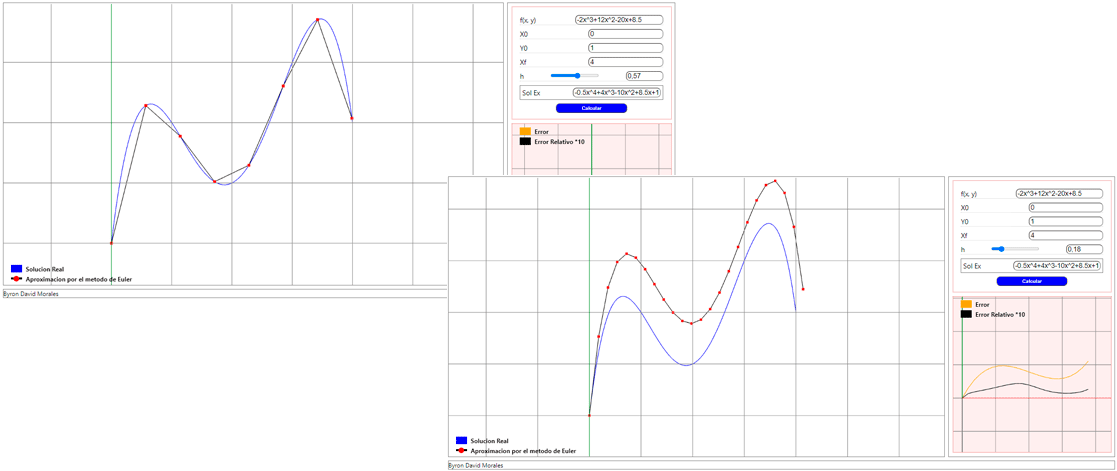 f(x, y) -2x^3+12x^2-20x+8.5
X0 0
Y0 1
Xf 4
h 0,57
Sol Ex -0.5x^4+4x^3-10x^2+8.5x+1
Calcular
Error
Error Relativo *10
Solucion Real
Aproximacion por el metodo de Euler
Byron David Morales
f(x, y) -2x^3+12x^2-20x+8.5
X0 0
Y0 1
Xf 4
h 0,18
Sol Ex -0.5x^4+4x^3-10x^2+8.5x+1
Calcular
Error
Error Relativo *10
Solucion Real
Aproximacion por el metodo de Euler
Byron David Morales